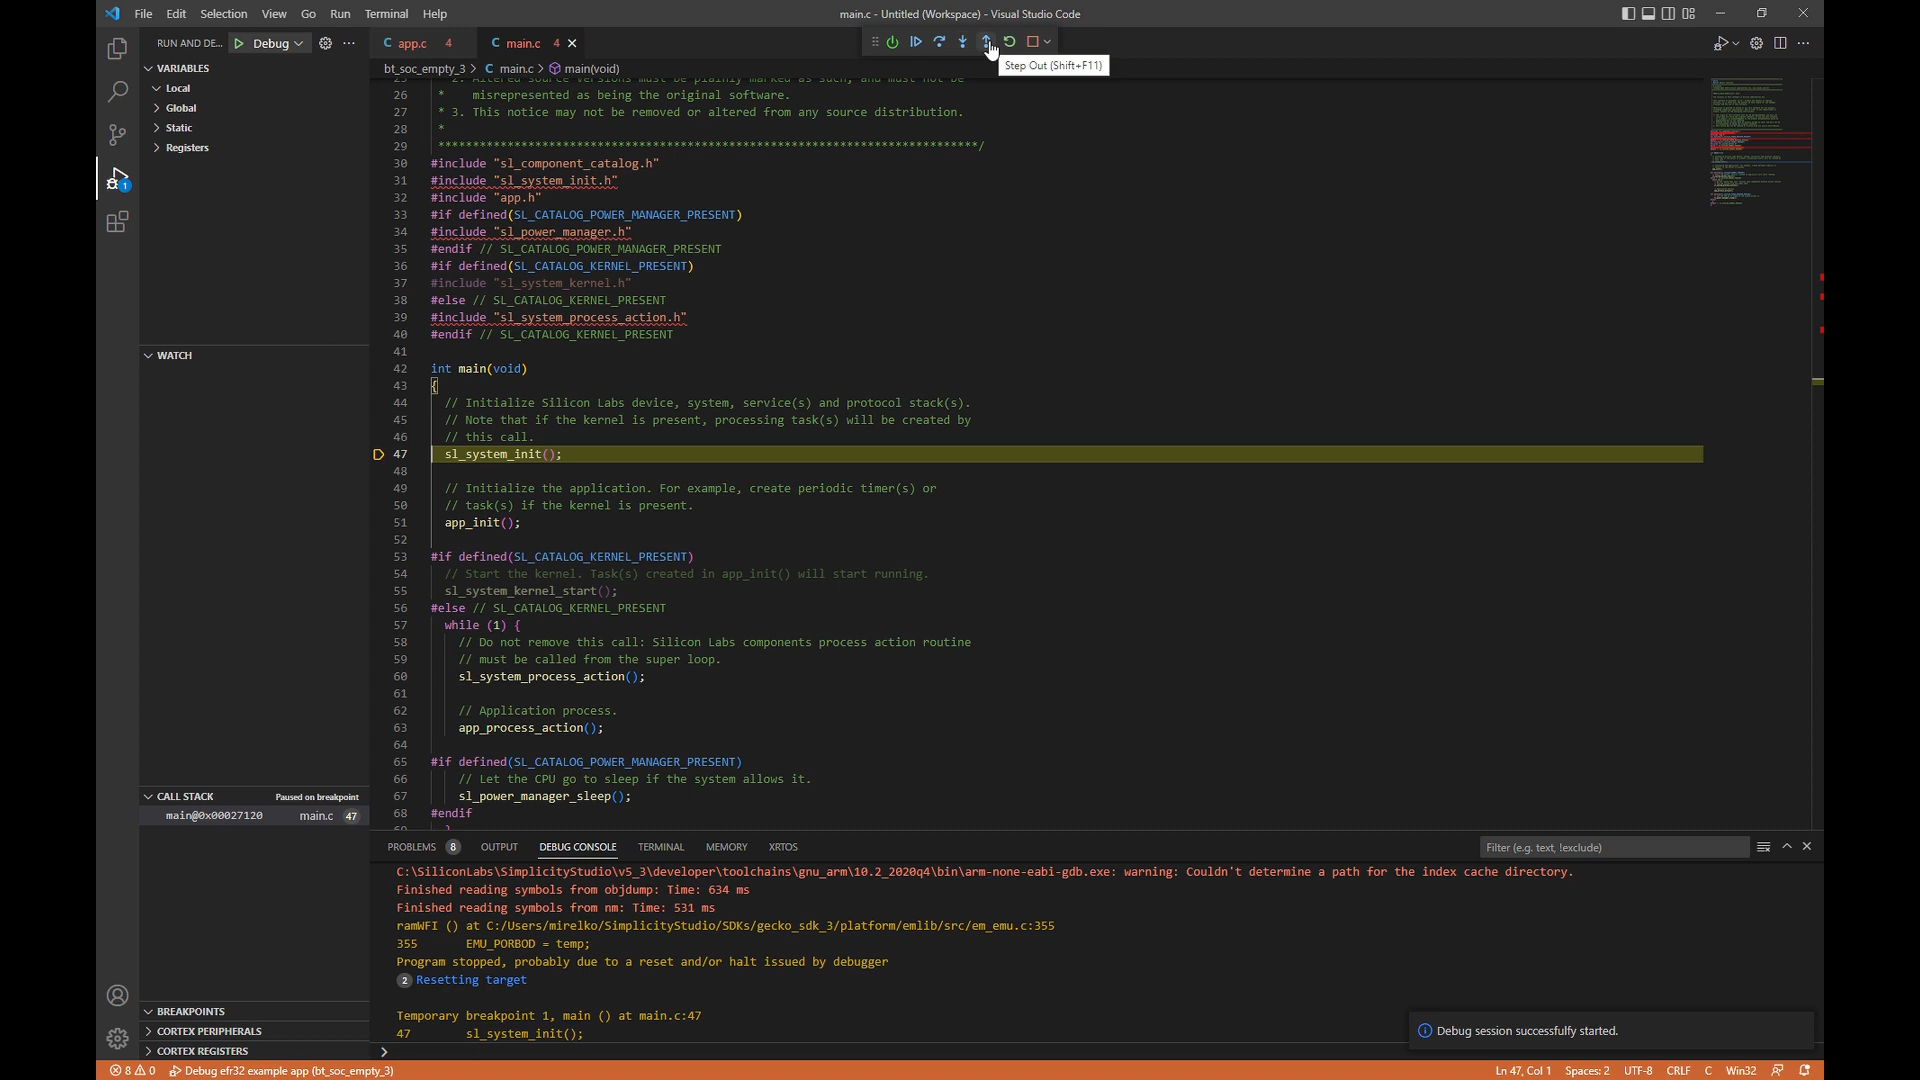 File Edit Selection View Go Run Terminal Help
main.c - Untitled (Workspace) - Visual Studio Code
RUN AND DE... Debug
app.c 4 main.c 4
Step Out (Shift+F11)
bt_soc_empty_3 > C main.c > main(void)
VARIABLES
Local
Global
Static
Registers
WATCH
CALL STACK Paused on breakpoint
main@0x00027120 main.c 47
BREAKPOINTS
CORTEX PERIPHERALS
CORTEX REGISTERS
25 2. Altered source versions must be plainly marked as such, and must not be
26 *    misrepresented as being the original software.
27 * 3. This notice may not be removed or altered from any source distribution.
28 *
29 ******************************************************************************/
30 #include "sl_component_catalog.h"
31 #include "sl_system_init.h"
32 #include "app.h"
33 #if defined(SL_CATALOG_POWER_MANAGER_PRESENT)
34 #include "sl_power_manager.h"
35 #endif // SL_CATALOG_POWER_MANAGER_PRESENT
36 #if defined(SL_CATALOG_KERNEL_PRESENT)
37 #include "sl_system_kernel.h"
38 #else // SL_CATALOG_KERNEL_PRESENT
39 #include "sl_system_process_action.h"
40 #endif // SL_CATALOG_KERNEL_PRESENT
41
42 int main(void)
43 {
44   // Initialize Silicon Labs device, system, service(s) and protocol stack(s).
45   // Note that if the kernel is present, processing task(s) will be created by
46   // this call.
47   sl_system_init();
48
49   // Initialize the application. For example, create periodic timer(s) or
50   // task(s) if the kernel is present.
51   app_init();
52
53 #if defined(SL_CATALOG_KERNEL_PRESENT)
54   // Start the kernel. Task(s) created in app_init() will start running.
55   sl_system_kernel_start();
56 #else // SL_CATALOG_KERNEL_PRESENT
57   while (1) {
58     // Do not remove this call: Silicon Labs components process action routine
59     // must be called from the super loop.
60     sl_system_process_action();
61
62     // Application process.
63     app_process_action();
64
65 #if defined(SL_CATALOG_POWER_MANAGER_PRESENT)
66     // Let the CPU go to sleep if the system allows it.
67     sl_power_manager_sleep();
68 #endif
69   }
PROBLEMS 8 OUTPUT DEBUG CONSOLE TERMINAL MEMORY XRTOS
Filter (e.g. text, !exclude)
C:\SiliconLabs\SimplicityStudio\v5_3\developer\toolchains\gnu_arm\10.2_2020q4\bin\arm-none-eabi-gdb.exe: warning: Couldn't determine a path for the index cache directory.
Finished reading symbols from objdump: Time: 634 ms
Finished reading symbols from nm: Time: 531 ms
ramWFI () at C:/Users/mirelko/SimplicityStudio/SDKs/gecko_sdk_3/platform/emlib/src/em_emu.c:355
355       EMU_PORBOD = temp;
Program stopped, probably due to a reset and/or halt issued by debugger
2 Resetting target
Temporary breakpoint 1, main () at main.c:47
47        sl_system_init();
Debug session successfully started.
8 0 Debug efr32 example app (bt_soc_empty_3)
Ln 47, Col 1 Spaces: 2 UTF-8 CRLF C Win32